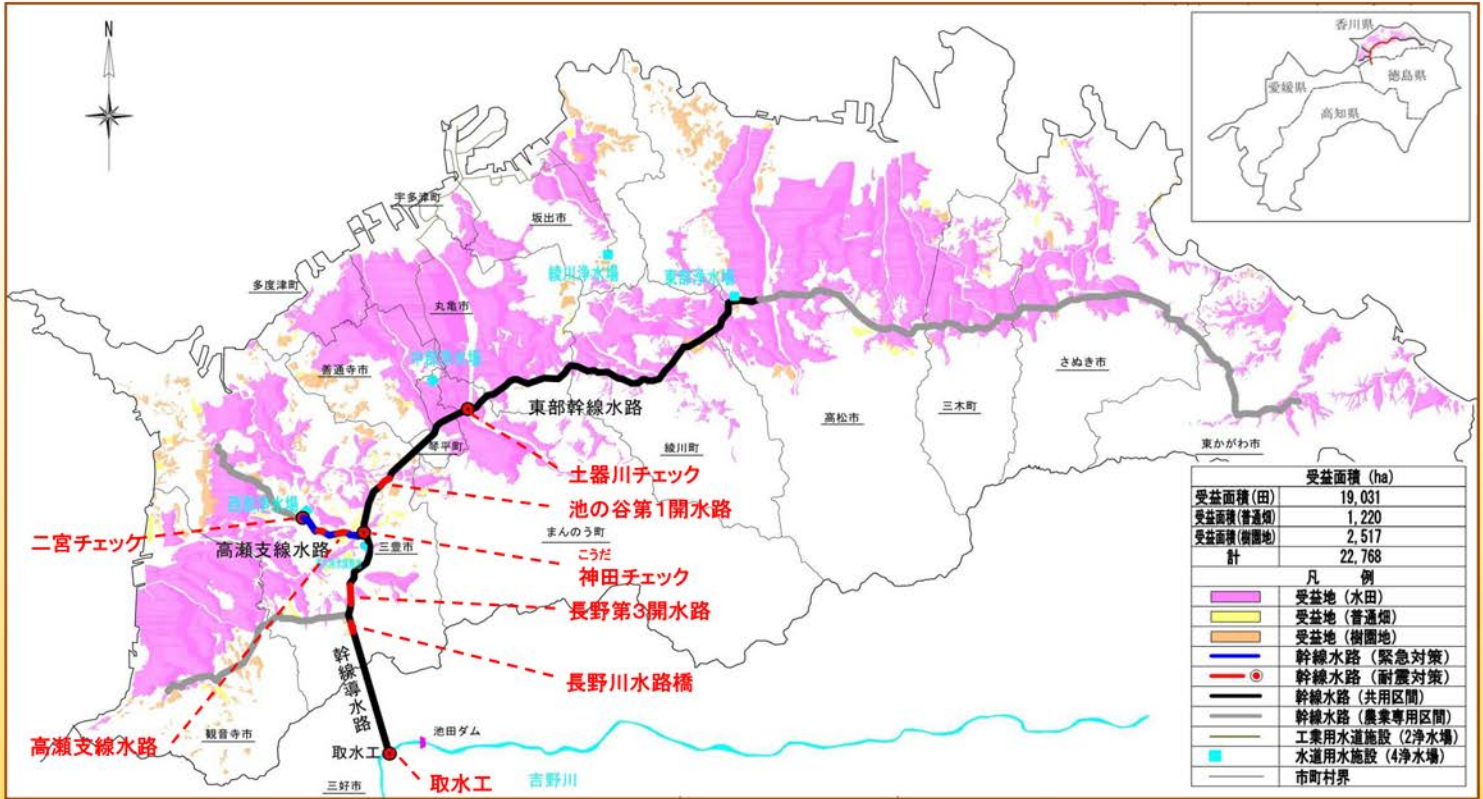 N
香川県
徳島県
愛媛県
高知県
宇多津町
坂出市
綾川浄水場
東部浄水場
多度津町
丸亀市
中部浄水場
善通寺市
さぬき市
東部幹線水路
高松市
三木町
琴平町
綾川町
東かがわ市
土器川チェック
池の谷第1開水路
西部浄水場
二宮チェック
高瀬支線水路
三豊市
まんのう町
こうだ
神田チェック
長野第3開水路
長野川水路橋
幹線導水路
高瀬支線水路
観音寺市
池田ダム
取水工
取水工
吉野川
三好市
受益面積 (ha)
受益面積(田) 19,031
受益面積(普通畑) 1,220
受益面積(樹園地) 2,517
計 22,768
凡 例
受益地（水田）
受益地（普通畑）
受益地（樹園地）
幹線水路（緊急対策）
幹線水路（耐震対策）
幹線水路（共用区間）
幹線水路（農業専用区間）
工業用水道施設（2浄水場）
水道用水施設（4浄水場）
市町村界